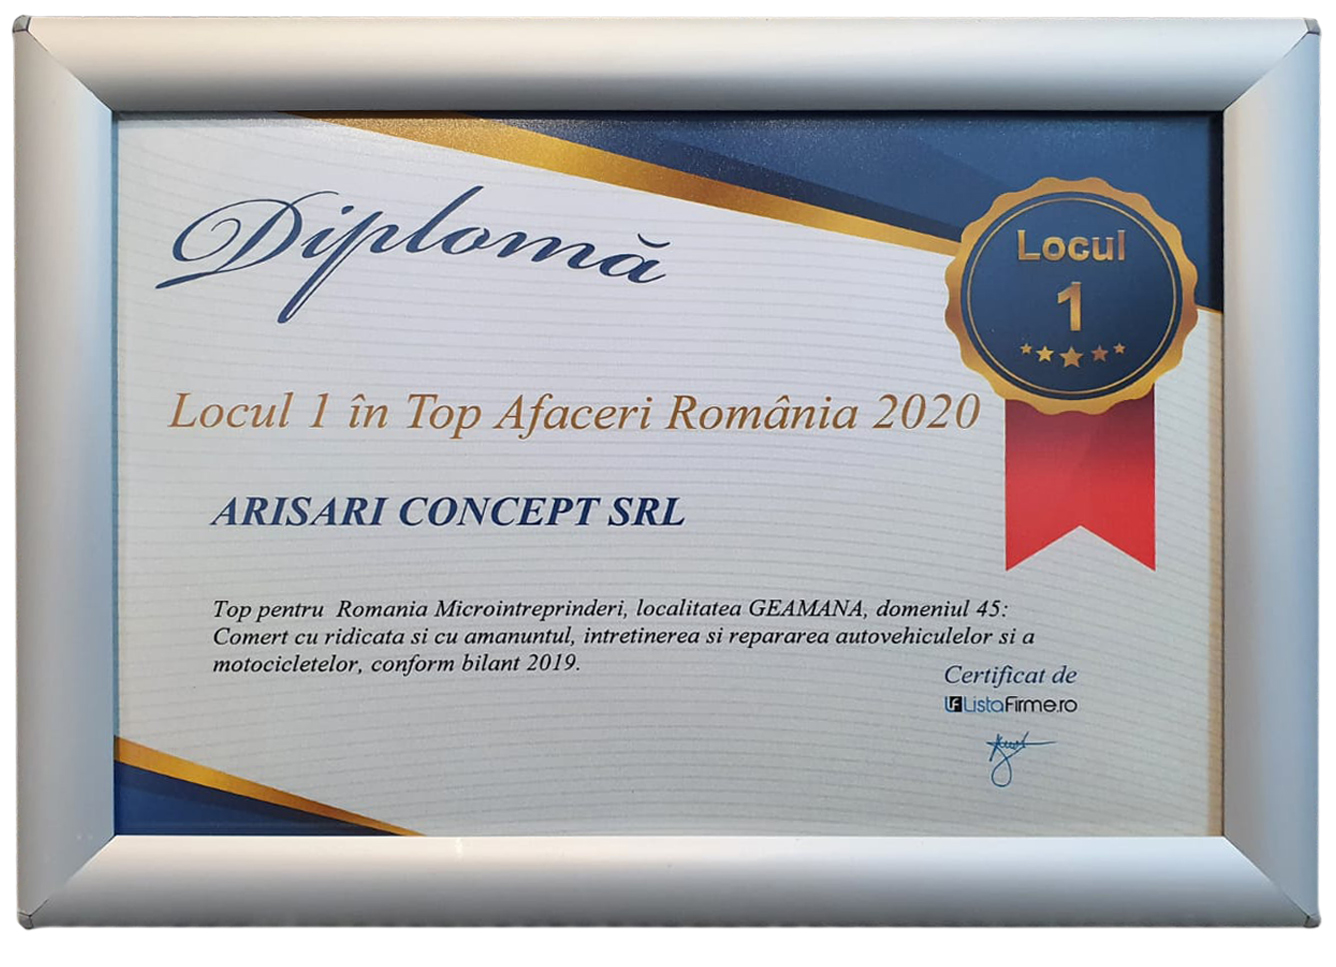 Diplomă
Locul
1
Locul 1 în Top Afaceri România 2020
ARISARI CONCEPT SRL
Top pentru Romania Microintreprinderi, localitatea GEAMANA, domeniul 45:
Comert cu ridicata si cu amanuntul, intretinerea si repararea autovehiculelor si a
motocicletelor, conform bilant 2019.
Certificat de
LF ListaFirme.ro